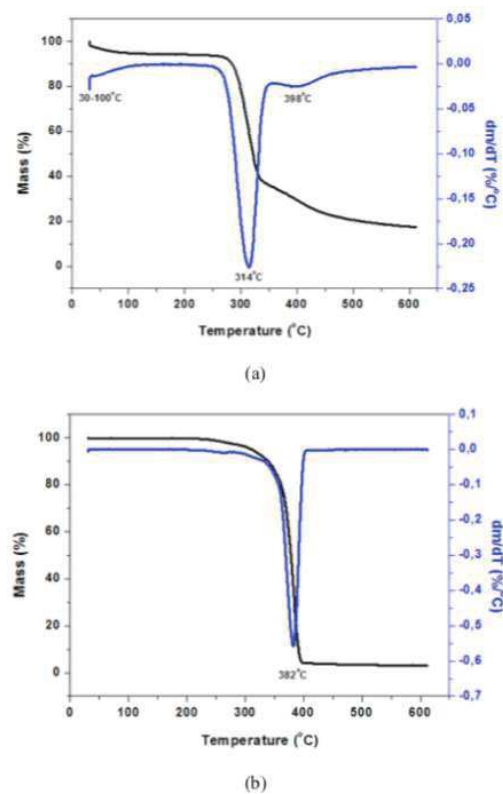 100
80
60
40
20
0
Mass (%)
30-100°C
398°C
314°C
0,05
0,00
-0,05
-0,10
-0,15
-0,20
-0,25
dm/dT (%/°C)
0 100 200 300 400 500 600
Temperature (°C)
(a)
100
80
60
40
20
0
Mass (%)
382°C
0,1
0,0
-0,1
-0,2
-0,3
-0,4
-0,5
-0,6
-0,7
dm/dT (%/°C)
0 100 200 300 400 500 600
Temperature (°C)
(b)